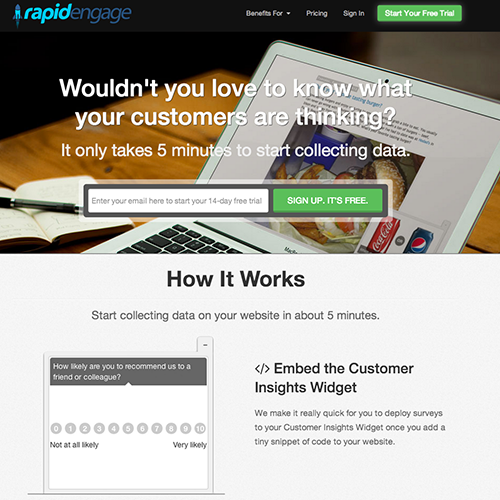 rapidengage
Benefits For
Pricing
Sign In
Start Your Free Trial
Wouldn't you love to know what
your customers are thinking?
It only takes 5 minutes to start collecting data.
Enter your email here to start your 14-day free trial
SIGN UP. IT'S FREE.
MacBook
Coca-Cola
pepsi
How It Works
Start collecting data on your website in about 5 minutes.
How likely are you to recommend us to a
friend or colleague?
0 1 2 3 4 5 6 7 8 9 10
Not at all likely
Very likely
</> Embed the Customer
Insights Widget
We make it really quick for you to deploy surveys
to your Customer Insights Widget once you add a
tiny snippet of code to your website.